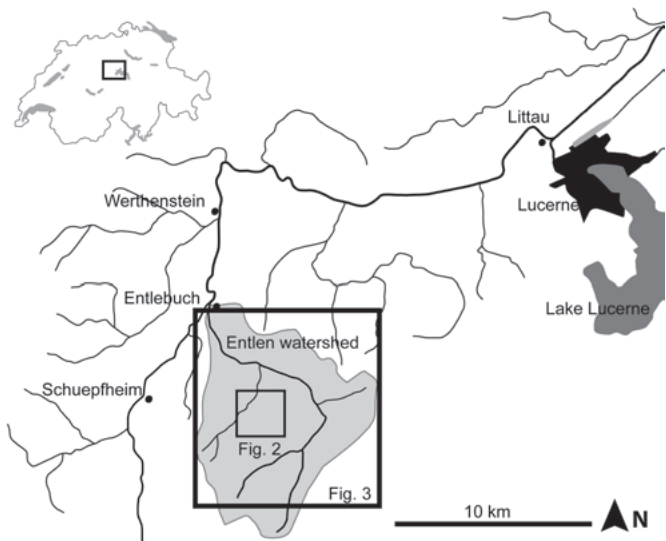 Littau
Werthenstein
Lucerne
Entlebuch
Lake Lucerne
Entlen watershed
Schuepfheim
Fig. 2
Fig. 3
10 km
N